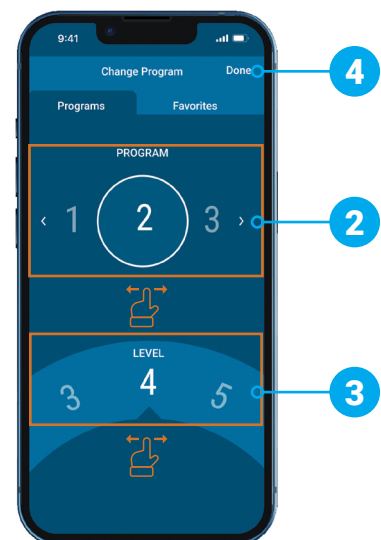 9:41
Change Program Done
4
Programs Favorites
PROGRAM
‹ 1 2 3 ›
2
LEVEL
3 4 5
3